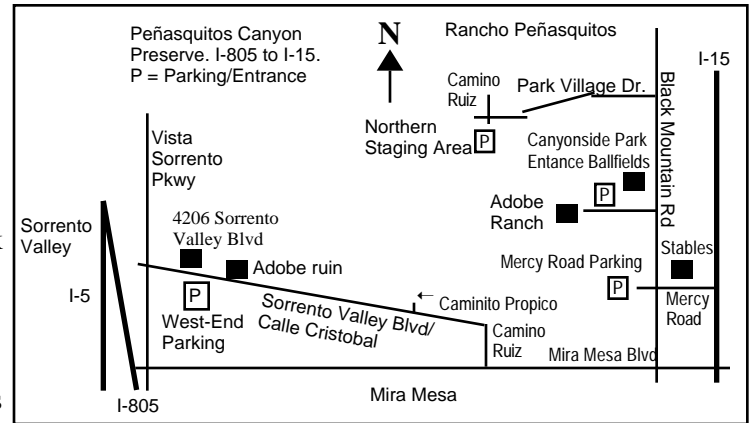 Peñasquitos Canyon
Preserve. I-805 to I-15.
P = Parking/Entrance
N
Rancho Peñasquitos
I-15
Camino
Ruiz
Park Village Dr.
Black Mountain Rd
Northern
Staging Area
P
Canyonside Park
Entance Ballfields
P
Adobe
Ranch
Vista
Sorrento
Pkwy
Sorrento
Valley
4206 Sorrento
Valley Blvd
Adobe ruin
Mercy Road Parking
P
Stables
Mercy
Road
I-5
P
West-End
Parking
Sorrento Valley Blvd/
Calle Cristobal
← Caminito Propico
Camino
Ruiz
Mira Mesa Blvd
Mira Mesa
I-805